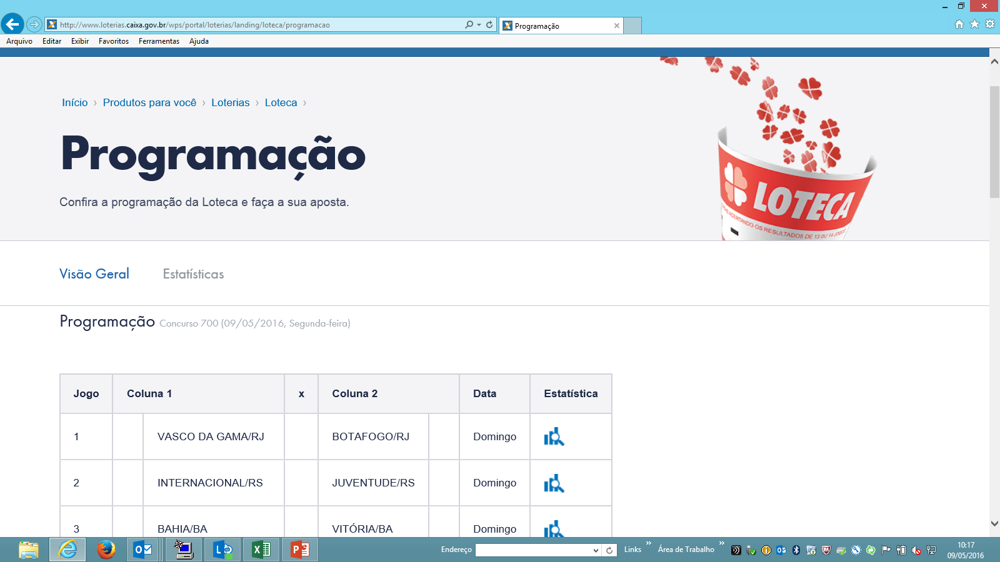 http://www.loterias.caixa.gov.br/wps/portal/loterias/landing/loteca/programacao
Programação
Arquivo Editar Exibir Favoritos Ferramentas Ajuda
Início › Produtos para você › Loterias › Loteca ›
Programação
Confira a programação da Loteca e faça a sua aposta.
LOTECA
ACERTANDO OS RESULTADOS DE 13 OU 14 JOGOS
Visão Geral Estatísticas
Programação Concurso 700 (09/05/2016, Segunda-feira)
Jogo Coluna 1 x Coluna 2 Data Estatística
1 VASCO DA GAMA/RJ BOTAFOGO/RJ Domingo
2 INTERNACIONAL/RS JUVENTUDE/RS Domingo
3 BAHIA/BA VITÓRIA/BA Domingo
Endereço Links » Área de Trabalho »
10:17
09/05/2016